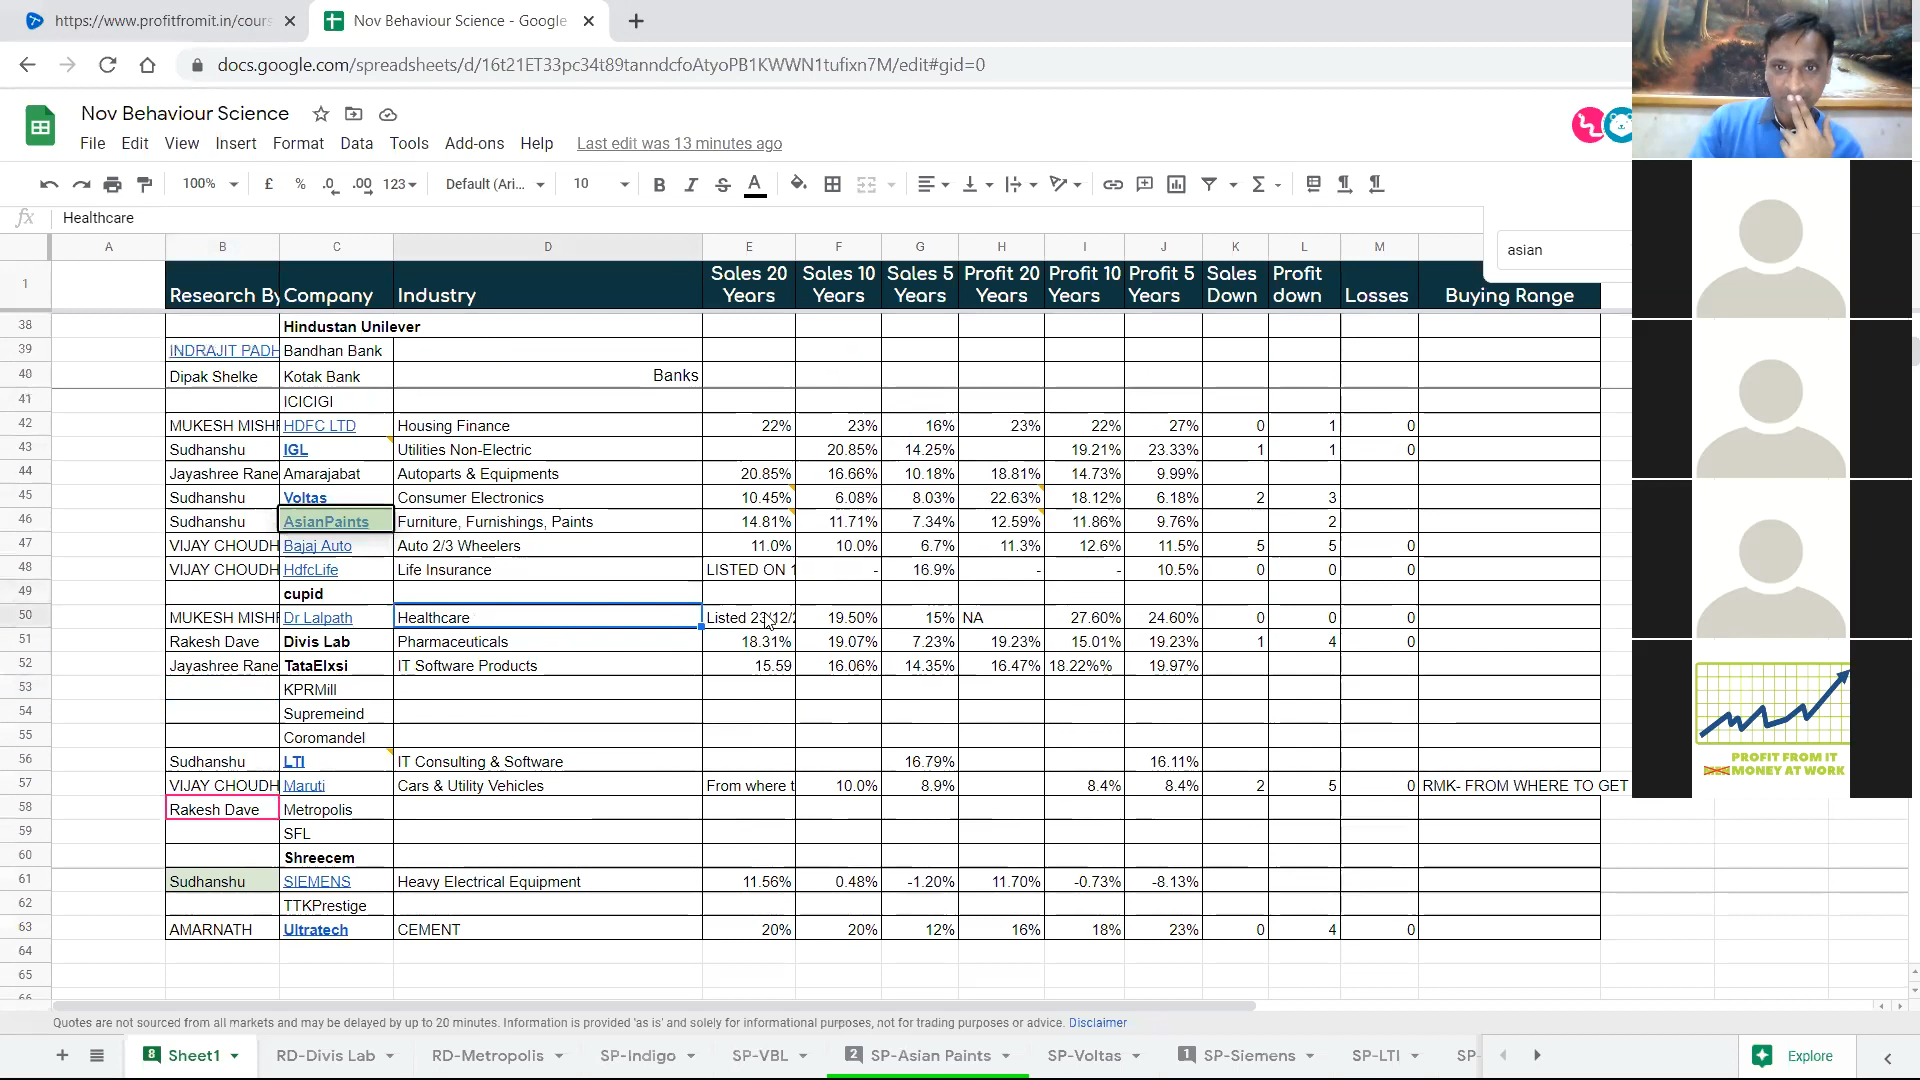 https://www.profitfromit.in/cours
Nov Behaviour Science - Google
docs.google.com/spreadsheets/d/16t21ET33pc34t89tanndcfoAtyoPB1KWWN1tufixn7M/edit#gid=0
Nov Behaviour Science
File Edit View Insert Format Data Tools Add-ons Help Last edit was 13 minutes ago
100% £ % .0 .00 123 Default (Ari... 10 B I S A
fx Healthcare
asian
A B C D E F G H I J K L M
1 Research By Company Industry Sales 20 Years Sales 10 Years Sales 5 Years Profit 20 Years Profit 10 Years Profit 5 Years Sales Down Profit down Losses Buying Range
38 Hindustan Unilever
39 INDRAJIT PADH Bandhan Bank
40 Dipak Shelke Kotak Bank Banks
41 ICICIGI
42 MUKESH MISHR HDFC LTD Housing Finance 22% 23% 16% 23% 22% 27% 0 1 0
43 Sudhanshu IGL Utilities Non-Electric 20.85% 14.25% 19.21% 23.33% 1 1 0
44 Jayashree Rane Amarajabat Autoparts & Equipments 20.85% 16.66% 10.18% 18.81% 14.73% 9.99%
45 Sudhanshu Voltas Consumer Electronics 10.45% 6.08% 8.03% 22.63% 18.12% 6.18% 2 3
46 Sudhanshu AsianPaints Furniture, Furnishings, Paints 14.81% 11.71% 7.34% 12.59% 11.86% 9.76% 2
47 VIJAY CHOUDH Bajaj Auto Auto 2/3 Wheelers 11.0% 10.0% 6.7% 11.3% 12.6% 11.5% 5 5 0
48 VIJAY CHOUDH HdfcLife Life Insurance LISTED ON 1 - 16.9% - - 10.5% 0 0 0
49 cupid
50 MUKESH MISHR Dr Lalpath Healthcare Listed 23/12/2 19.50% 15% NA 27.60% 24.60% 0 0 0
51 Rakesh Dave Divis Lab Pharmaceuticals 18.31% 19.07% 7.23% 19.23% 15.01% 19.23% 1 4 0
52 Jayashree Rane TataElxsi IT Software Products 15.59 16.06% 14.35% 16.47% 18.22%% 19.97%
53 KPRMill
54 Supremeind
55 Coromandel
56 Sudhanshu LTI IT Consulting & Software 16.79% 16.11%
57 VIJAY CHOUDH Maruti Cars & Utility Vehicles From where t 10.0% 8.9% 8.4% 8.4% 2 5 0 RMK- FROM WHERE TO GET
58 Rakesh Dave Metropolis
59 SFL
60 Shreecem
61 Sudhanshu SIEMENS Heavy Electrical Equipment 11.56% 0.48% -1.20% 11.70% -0.73% -8.13%
62 TTKPrestige
63 AMARNATH Ultratech CEMENT 20% 20% 12% 16% 18% 23% 0 4 0
64
65
66
PROFIT FROM IT
MONEY AT WORK
Quotes are not sourced from all markets and may be delayed by up to 20 minutes. Information is provided 'as is' and solely for informational purposes, not for trading purposes or advice. Disclaimer
8 Sheet1 RD-Divis Lab RD-Metropolis SP-Indigo SP-VBL 2 SP-Asian Paints SP-Voltas 1 SP-Siemens SP-LTI SP- Explore